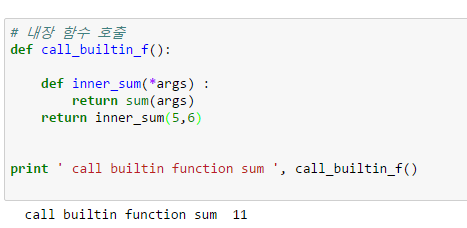 # 내장 함수 호출
def call_builtin_f():
def inner_sum(*args) :
return sum(args)
return inner_sum(5,6)
print ' call builtin function sum ', call_builtin_f()
call builtin function sum  11